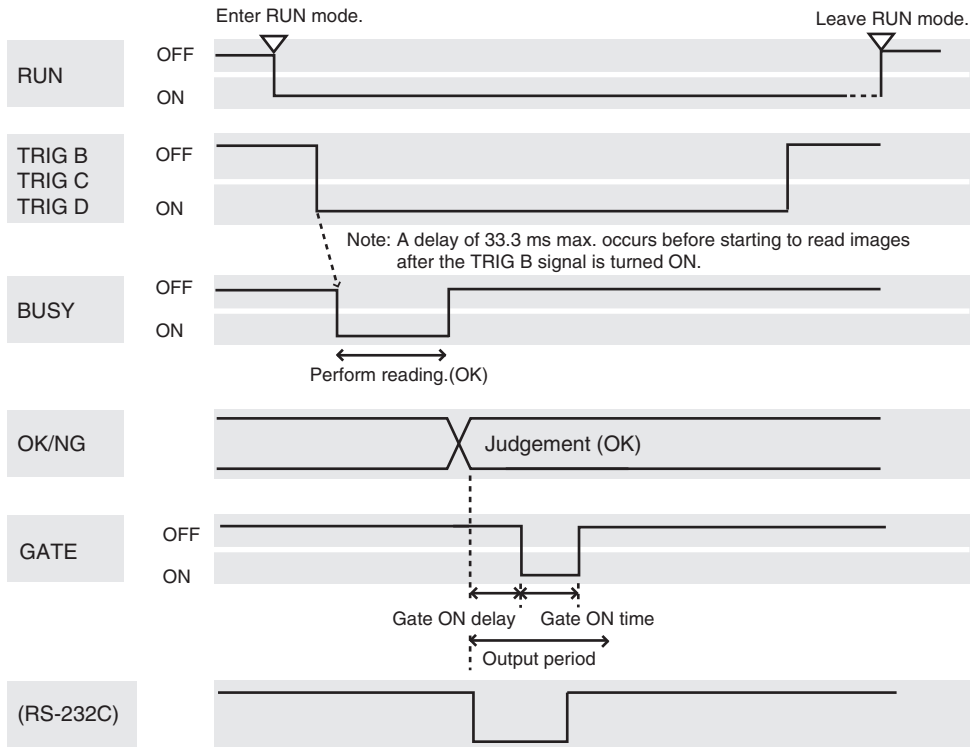 Enter RUN mode.
Leave RUN mode.
RUN
OFF
ON
TRIG B
TRIG C
TRIG D
OFF
ON
Note: A delay of 33.3 ms max. occurs before starting to read images
after the TRIG B signal is turned ON.
BUSY
OFF
ON
Perform reading.(OK)
OK/NG
Judgement (OK)
GATE
OFF
ON
Gate ON delay
Gate ON time
Output period
(RS-232C)